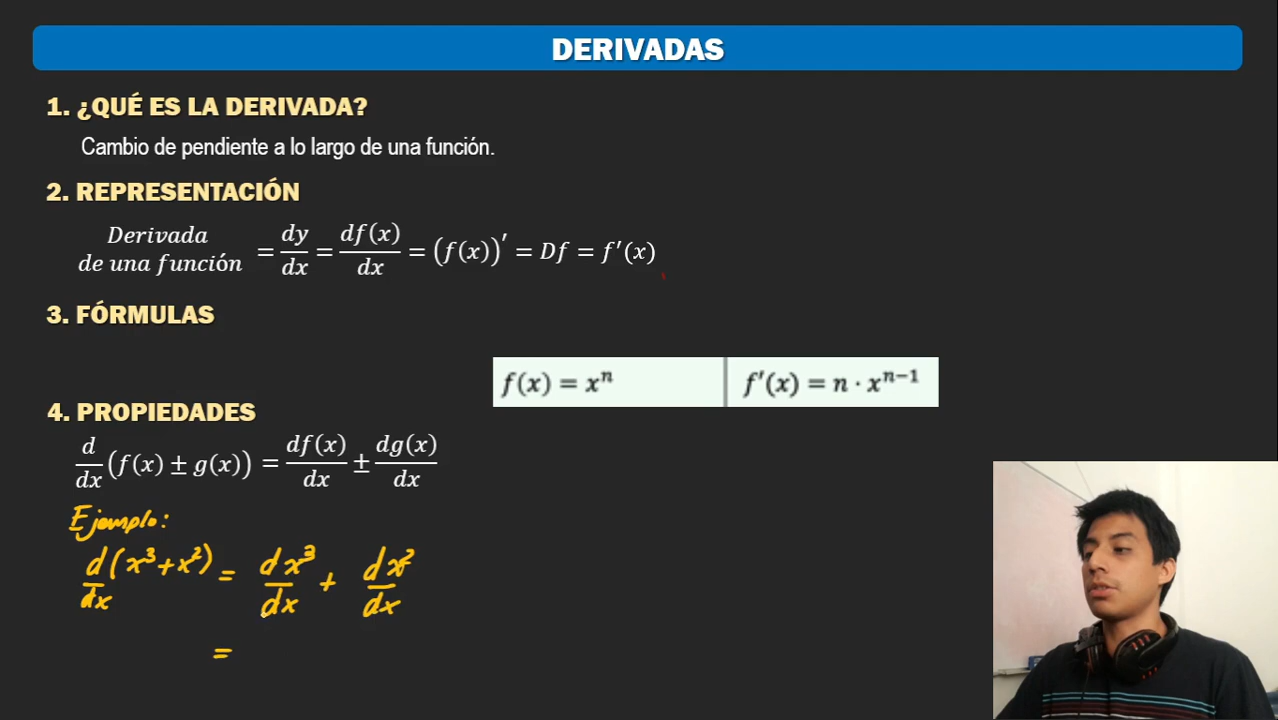 DERIVADAS
1. ¿QUÉ ES LA DERIVADA?
Cambio de pendiente a lo largo de una función.
2. REPRESENTACIÓN
Derivada de una función = dy/dx = df(x)/dx = (f(x))′ = Df = f′(x)
3. FÓRMULAS
f(x) = xⁿ | f′(x) = n · xⁿ⁻¹
4. PROPIEDADES
d/dx (f(x) ± g(x)) = df(x)/dx ± dg(x)/dx
Ejemplo:
d/dx (x³+x²) = dx³/dx + dx²/dx
=